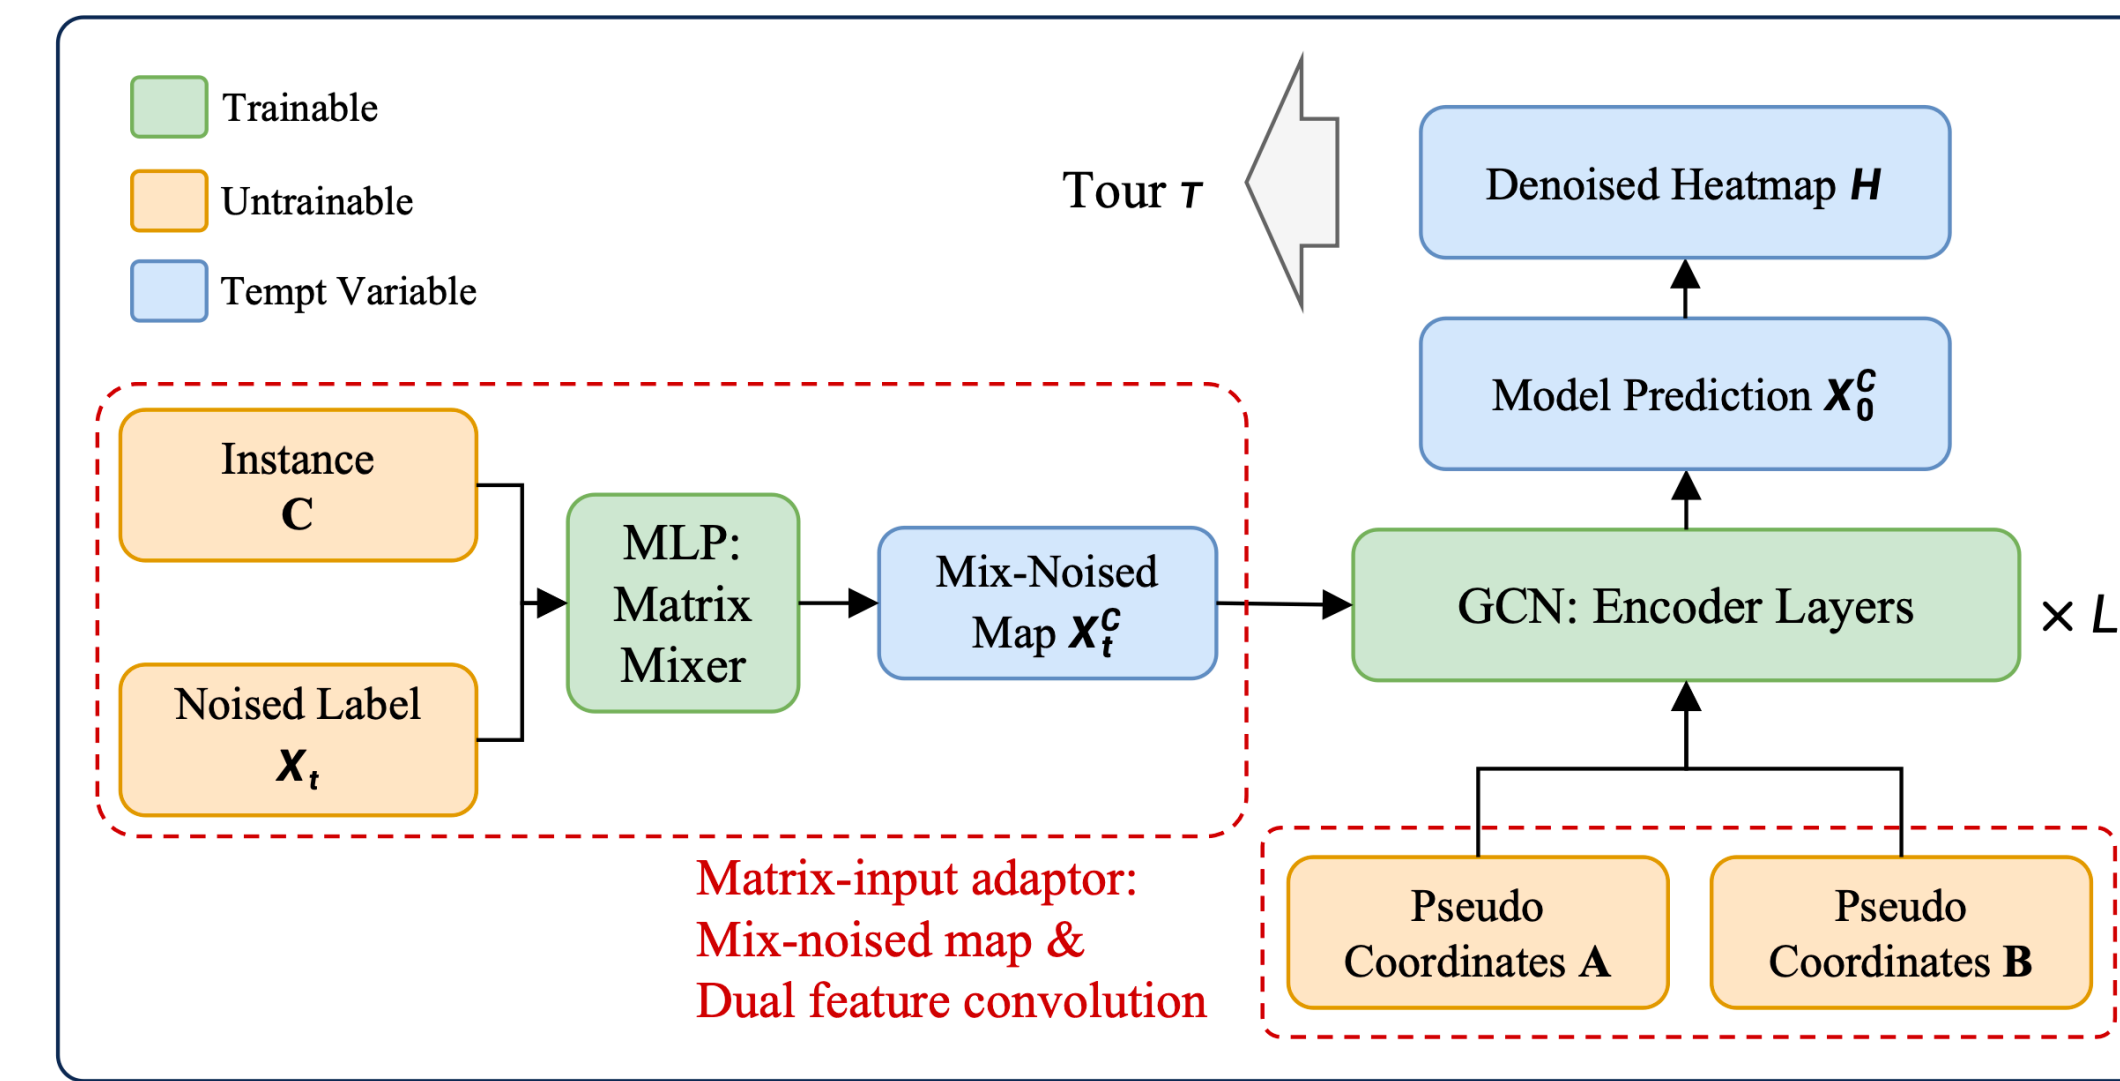 Trainable
Untrainable
Tempt Variable
Tour τ
Denoised Heatmap H
Model Prediction X₀ᶜ
Instance
C
Noised Label
Xₜ
MLP:
Matrix
Mixer
Mix-Noised
Map Xₜᶜ
GCN: Encoder Layers
× L
Matrix-input adaptor:
Mix-noised map &
Dual feature convolution
Pseudo
Coordinates A
Pseudo
Coordinates B